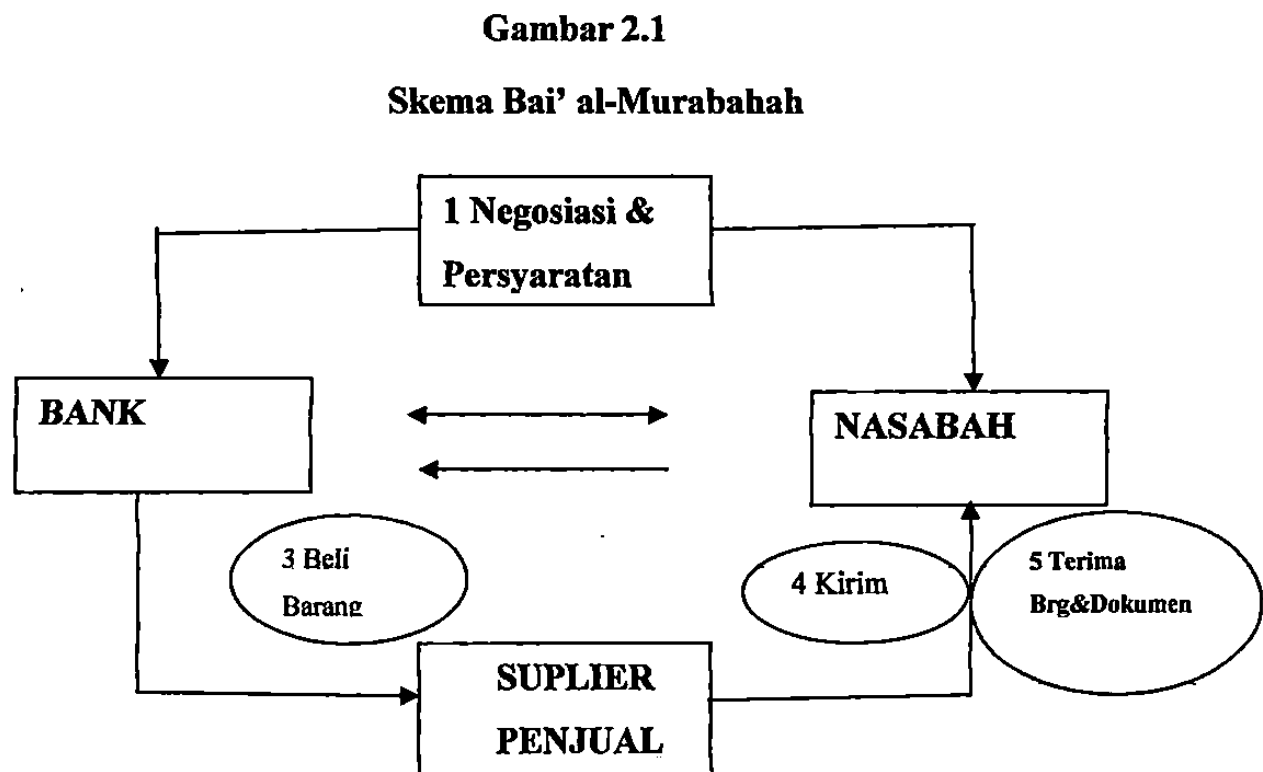 Gambar 2.1
Skema Bai' al-Murabahah
1 Negosiasi &
Persyaratan
BANK
NASABAH
3 Beli
Barang
4 Kirim
5 Terima
Brg&Dokumen
SUPLIER
PENJUAL